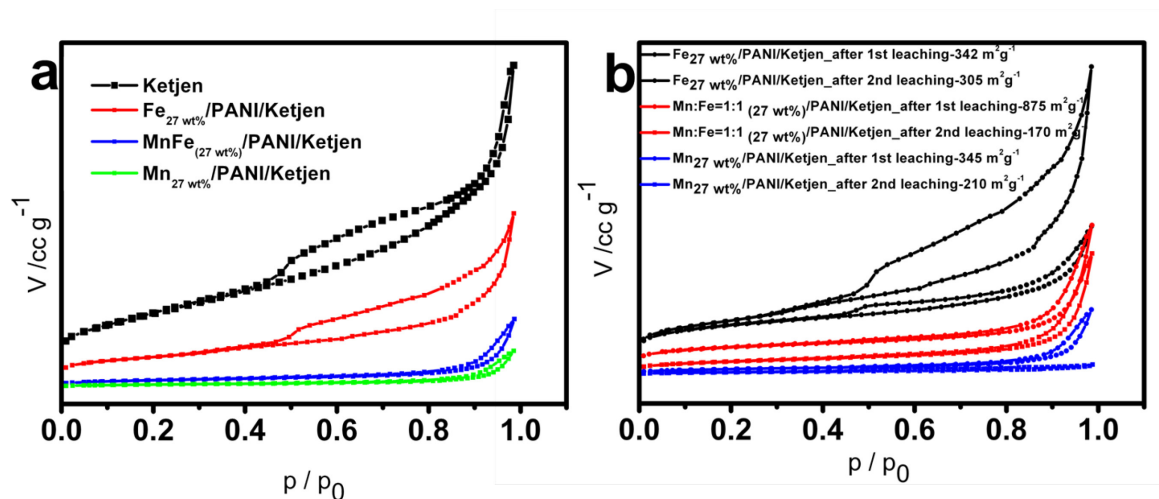 a
Ketjen
Fe27 wt%/PANI/Ketjen
MnFe(27 wt%)/PANI/Ketjen
Mn27 wt%/PANI/Ketjen
V /cc g-1
0.0 0.2 0.4 0.6 0.8 1.0
p / p0
b
Fe27 wt%/PANI/Ketjen_after 1st leaching-342 m2g-1
Fe27 wt%/PANI/Ketjen_after 2nd leaching-305 m2g-1
Mn:Fe=1:1 (27 wt%)/PANI/Ketjen_after 1st leaching-875 m2g-1
Mn:Fe=1:1 (27 wt%)/PANI/Ketjen_after 2nd leaching-170 m2g
Mn27 wt%/PANI/Ketjen_after 1st leaching-345 m2g-1
Mn27 wt%/PANI/Ketjen_after 2nd leaching-210 m2g-1
V /cc g-1
0.0 0.2 0.4 0.6 0.8 1.0
p / p0